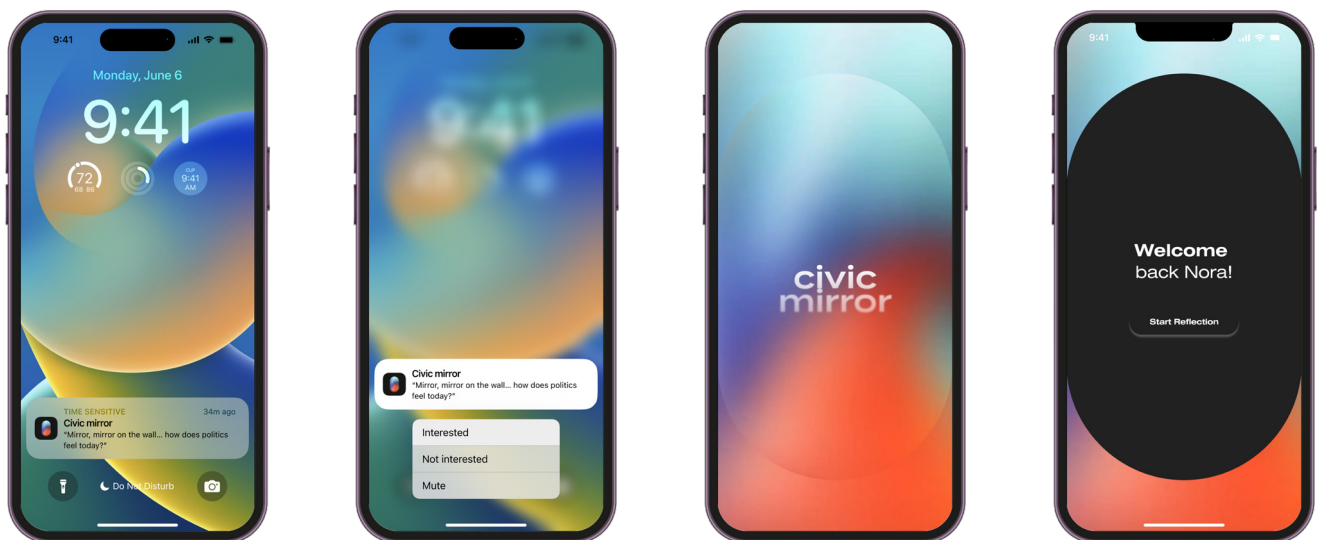 9:41
Monday, June 6
9:41
72
68 86
CUP
9:41
AM
TIME SENSITIVE 34m ago
Civic mirror
“Mirror, mirror on the wall... how does politics
feel today?”
Do Not Disturb
Civic mirror
“Mirror, mirror on the wall... how does politics
feel today?”
Interested
Not interested
Mute
civic
mirror
9:41
Welcome
back Nora!
Start Reflection